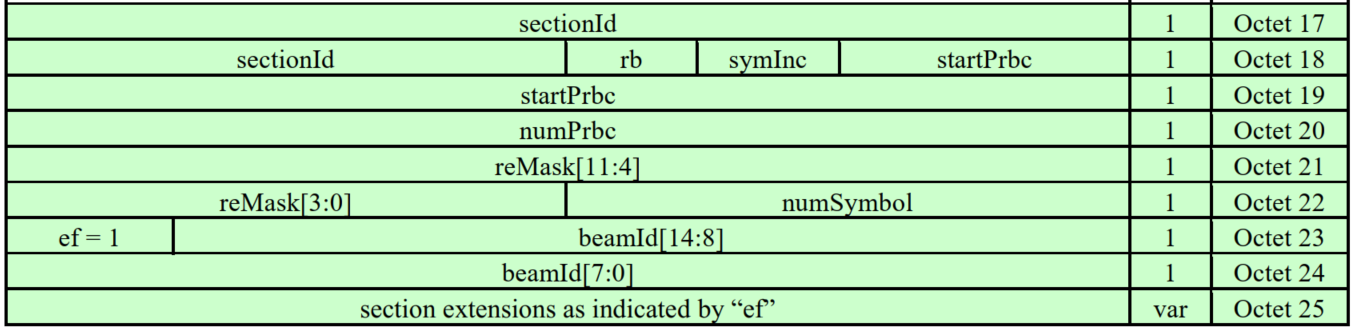 sectionId 1 Octet 17
sectionId rb symInc startPrbc 1 Octet 18
startPrbc 1 Octet 19
numPrbc 1 Octet 20
reMask[11:4] 1 Octet 21
reMask[3:0] numSymbol 1 Octet 22
ef = 1 beamId[14:8] 1 Octet 23
beamId[7:0] 1 Octet 24
section extensions as indicated by “ef” var Octet 25